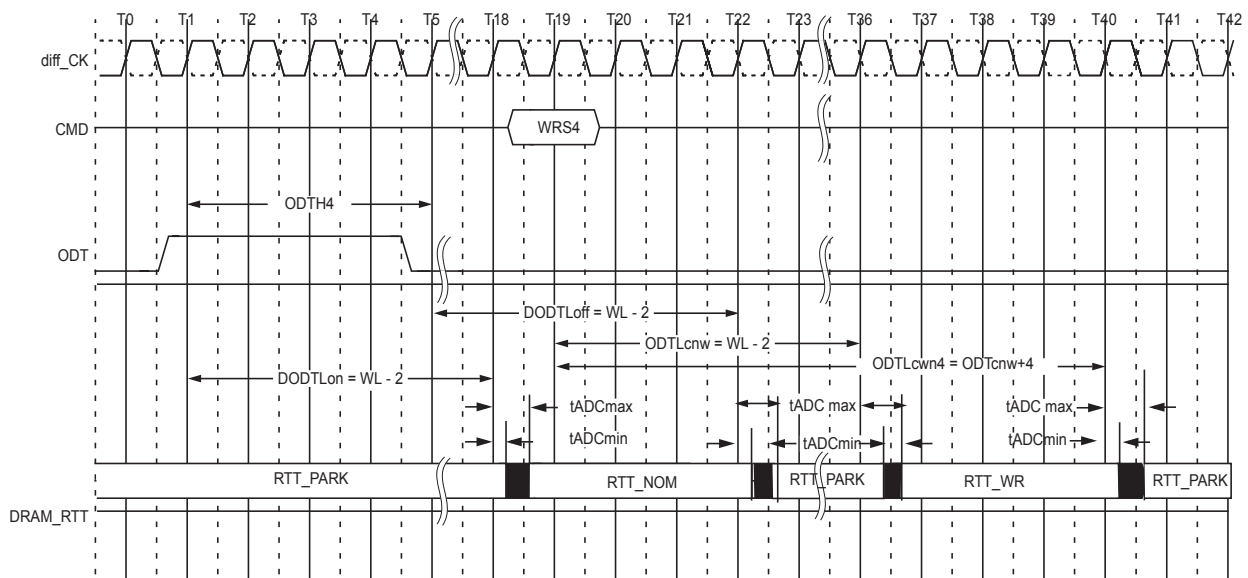 T0 T1 T2 T3 T4 T5 T18 T19 T20 T21 T22 T23 T36 T37 T38 T39 T40 T41 T42
diff_CK
CMD
WRS4
ODTH4
ODT
DODTLoff = WL - 2
ODTLcnw = WL - 2
ODTLcwn4 = ODTcnw+4
DODTLon = WL - 2
tADCmax
tADC max
tADC max
tADCmin
tADCmin
tADCmin
RTT_PARK
RTT_NOM
RTT_PARK
RTT_WR
RTT_PARK
DRAM_RTT